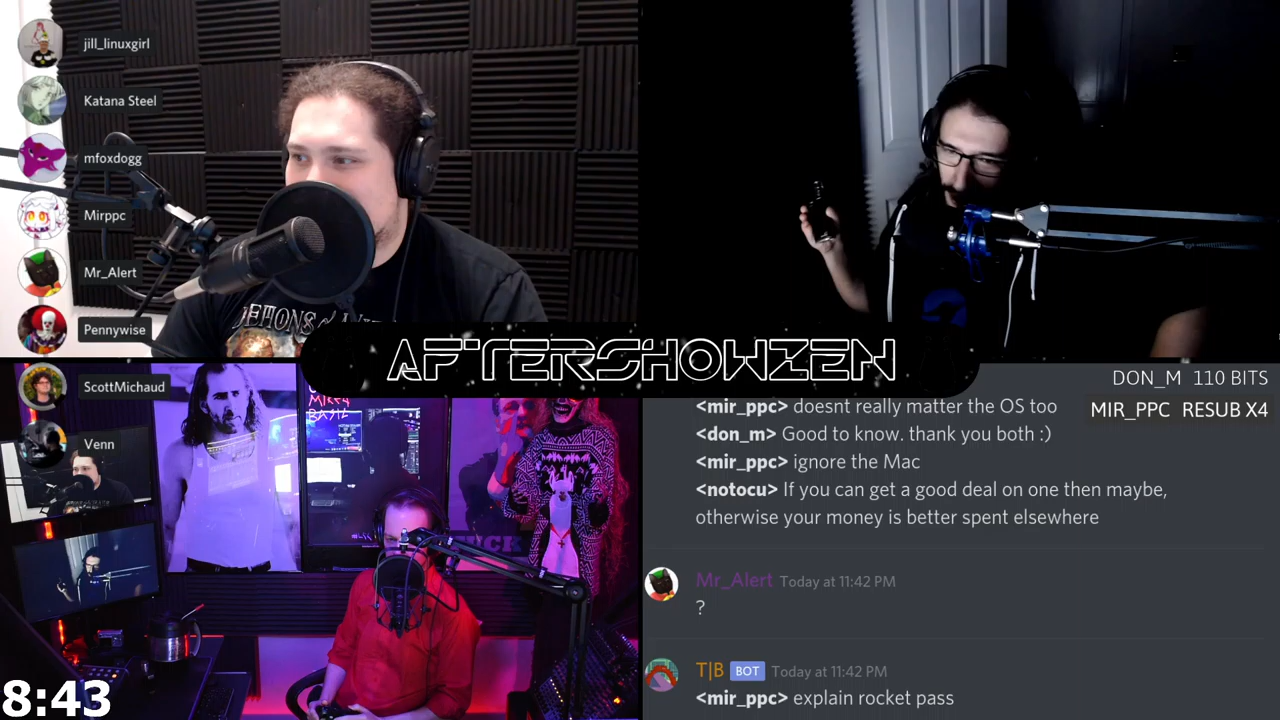 jill_linuxgirl
Katana Steel
mfoxdogg
Mirppc
Mr_Alert
Pennywise
ScottMichaud
Venn
AFTERSHOWZEN
DON_M 110 BITS
MIR_PPC RESUB X4
<mir_ppc> doesnt really matter the OS too
<don_m> Good to know. thank you both :)
<mir_ppc> ignore the Mac
<notocu> If you can get a good deal on one then maybe,
otherwise your money is better spent elsewhere
Mr_Alert Today at 11:42 PM
?
T|B BOT Today at 11:42 PM
<mir_ppc> explain rocket pass
8:43